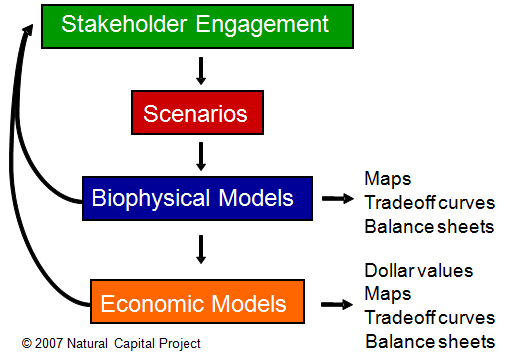 Stakeholder Engagement
Scenarios
Biophysical Models
Maps
Tradeoff curves
Balance sheets
Economic Models
Dollar values
Maps
Tradeoff curves
Balance sheets
© 2007 Natural Capital Project